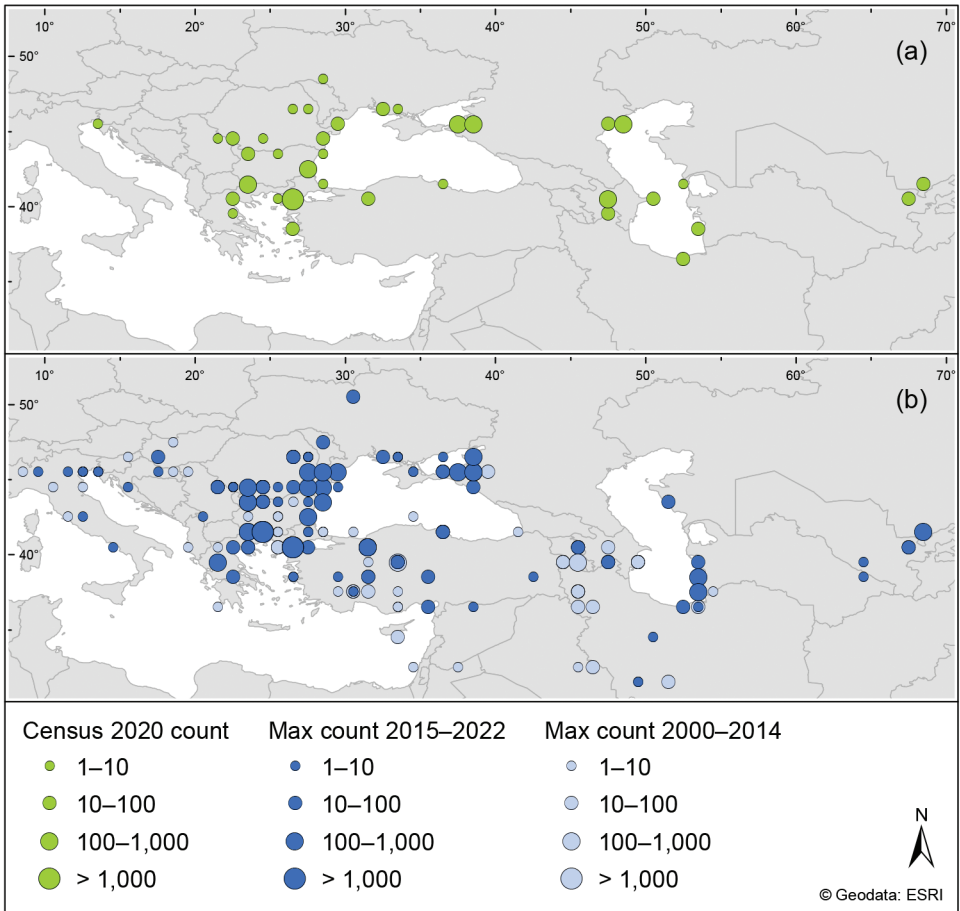 10° 20° 30° 40° 50° 60° 70°
50°
(a)
40°
10° 20° 30° 40° 50° 60° 70°
50°
(b)
40°
Census 2020 count Max count 2015–2022 Max count 2000–2014
1–10 1–10 1–10
10–100 10–100 10–100
100–1,000 100–1,000 100–1,000
> 1,000 > 1,000 > 1,000
N
© Geodata: ESRI